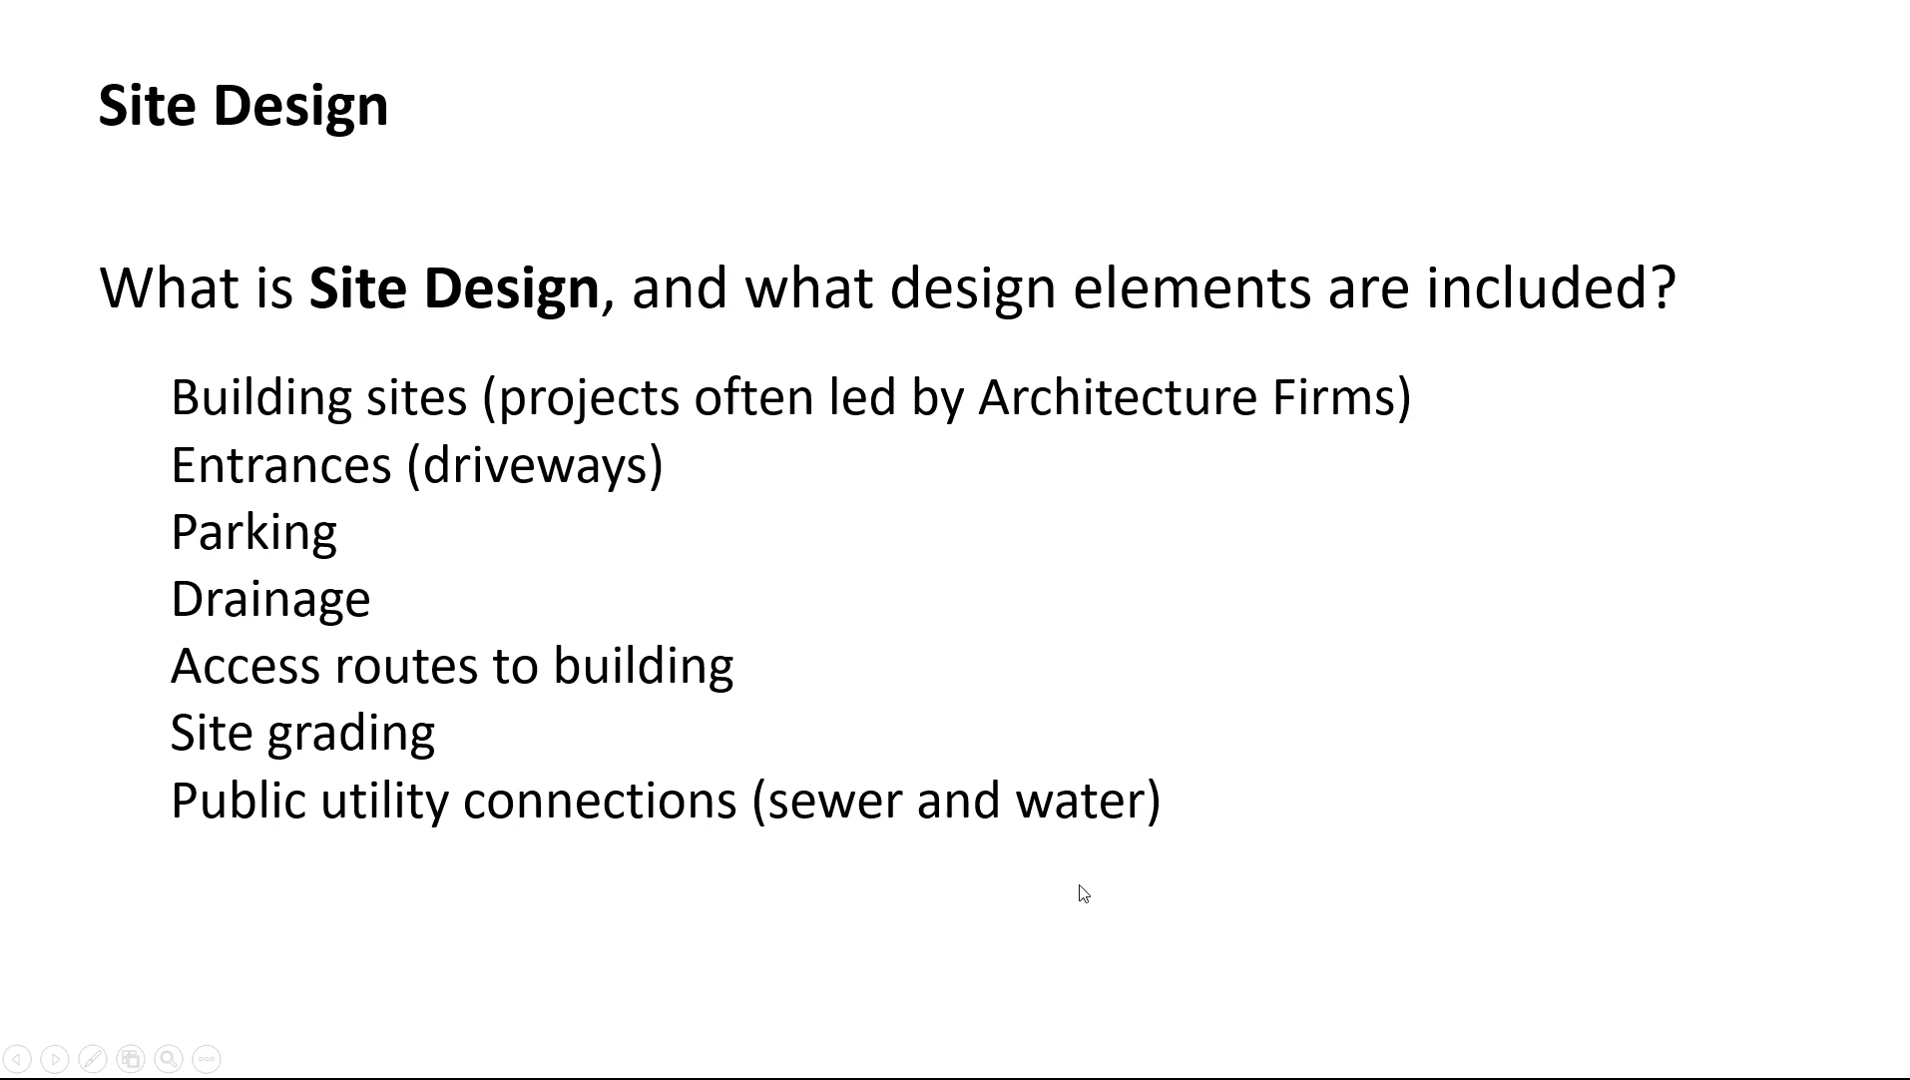 Site Design
What is Site Design, and what design elements are included?
Building sites (projects often led by Architecture Firms)
Entrances (driveways)
Parking
Drainage
Access routes to building
Site grading
Public utility connections (sewer and water)